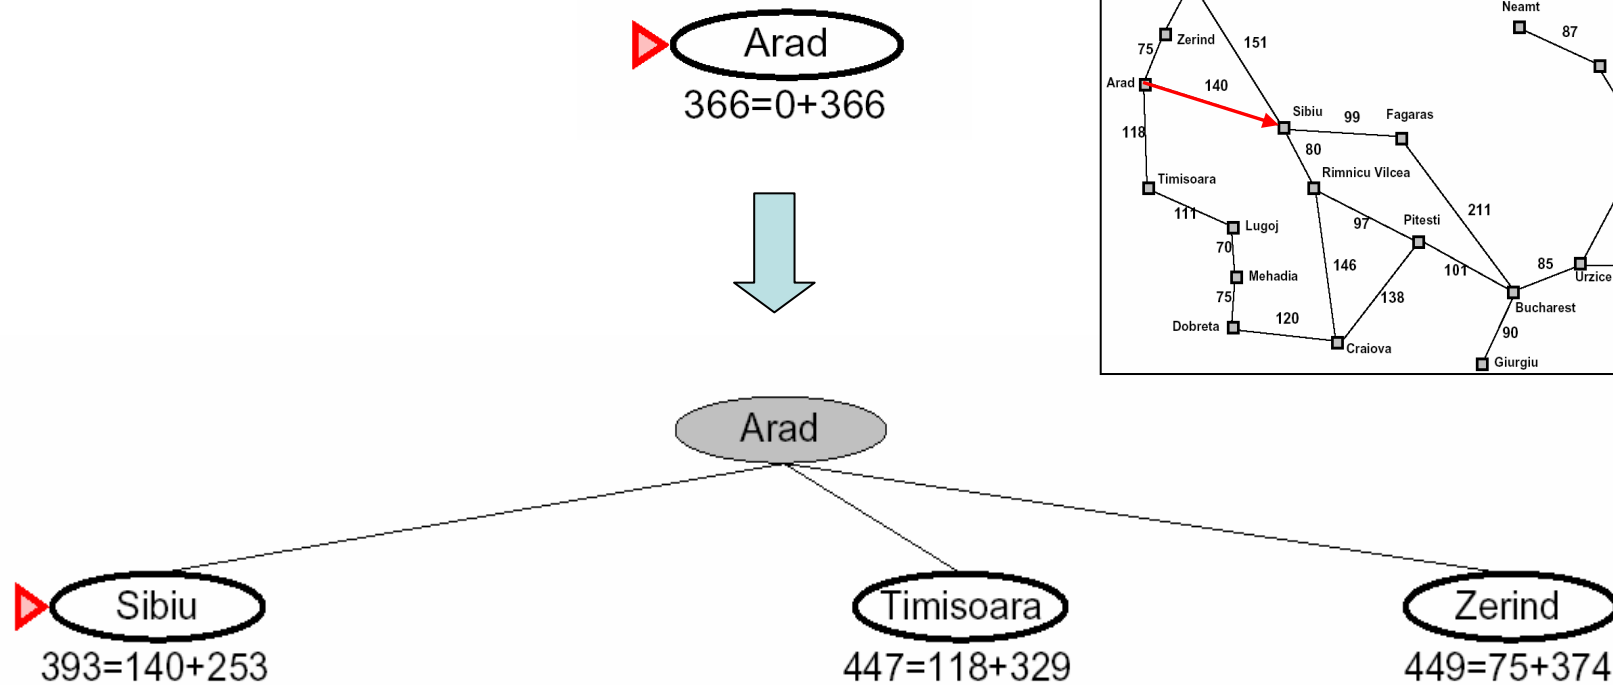 Arad
366=0+366
Neamt
87
Zerind
151
75
Arad
140
Sibiu
99
Fagaras
118
80
Timisoara
Rimnicu Vilcea
111
Lugoj
97
Pitesti
211
70
146
101
85
Mehadia
Urzice
75
138
Bucharest
Dobreta
120
90
Craiova
Giurgiu
Arad
Sibiu
Timisoara
Zerind
393=140+253
447=118+329
449=75+374